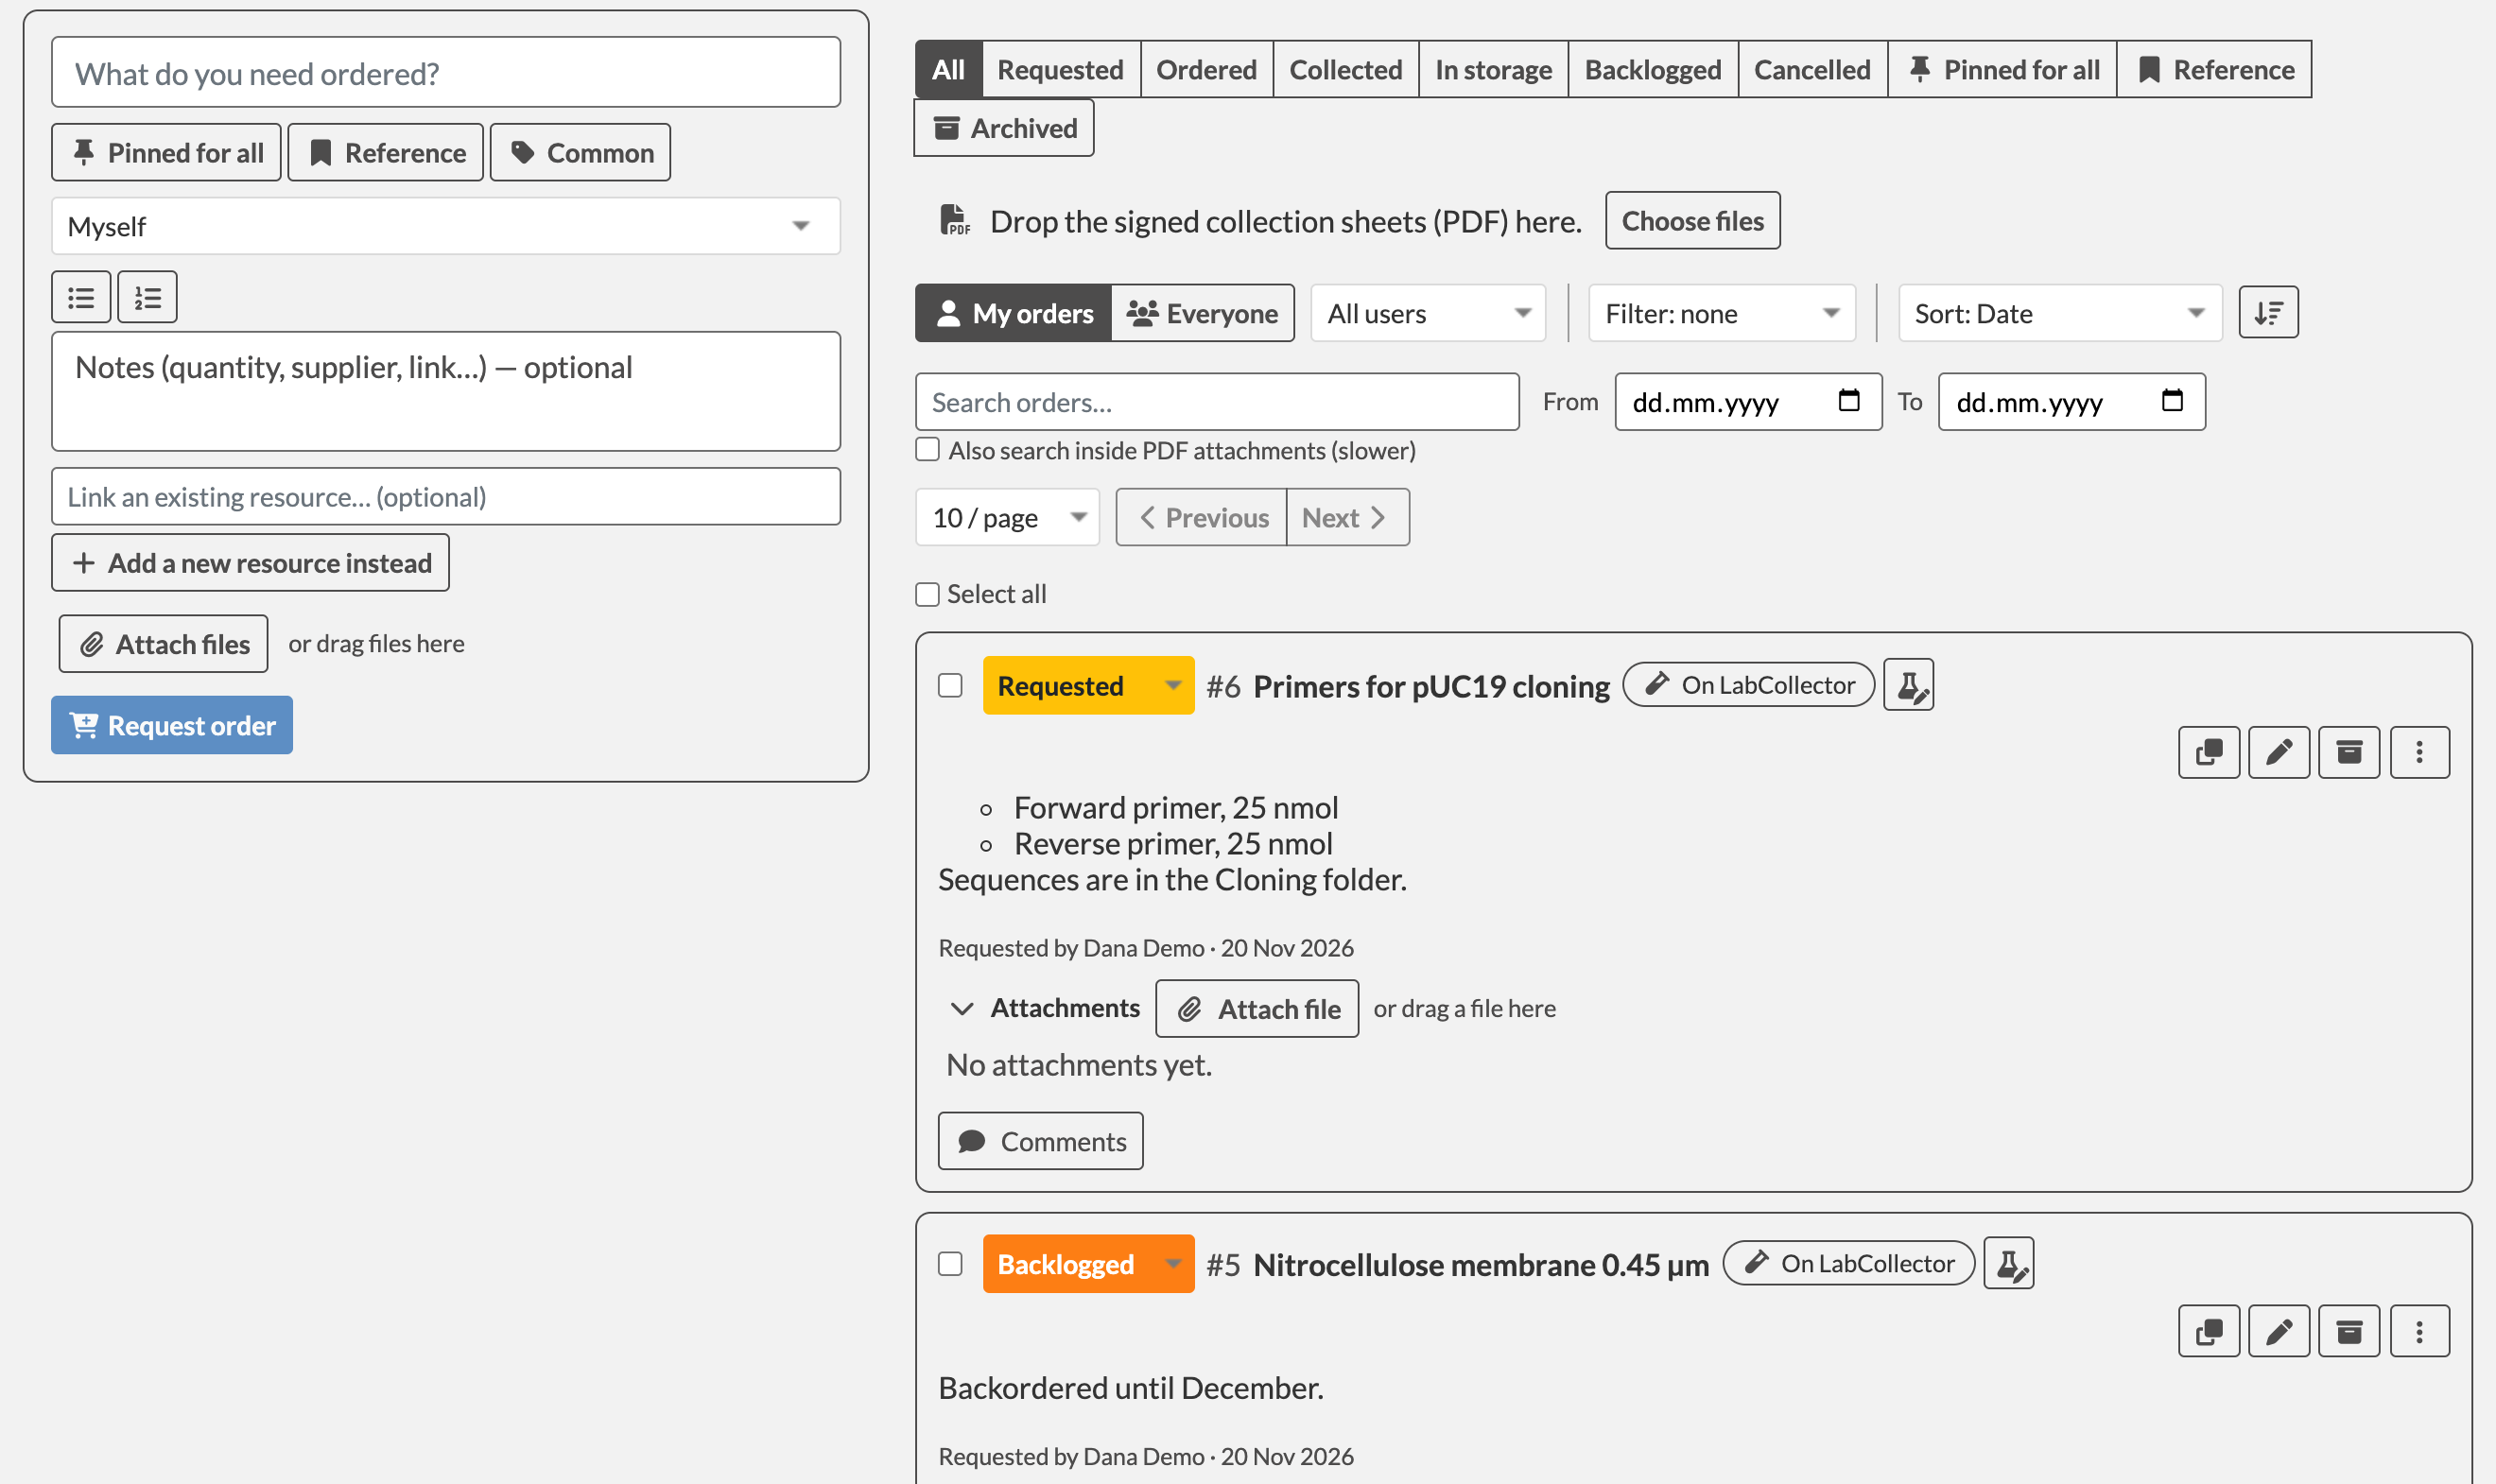 What do you need ordered?
Pinned for all
Reference
Common
Myself
Notes (quantity, supplier, link...) — optional
Link an existing resource... (optional)
Add a new resource instead
Attach files
or drag files here
Request order
All
Requested
Ordered
Collected
In storage
Backlogged
Cancelled
Pinned for all
Reference
Archived
PDF
Drop the signed collection sheets (PDF) here.
Choose files
My orders
Everyone
All users
Filter: none
Sort: Date
Search orders...
From
dd.mm.yyyy
To
dd.mm.yyyy
Also search inside PDF attachments (slower)
10 / page
Previous
Next
Select all
Requested
#6 Primers for pUC19 cloning
On LabCollector
Forward primer, 25 nmol
Reverse primer, 25 nmol
Sequences are in the Cloning folder.
Requested by Dana Demo · 20 Nov 2026
Attachments
Attach file
or drag a file here
No attachments yet.
Comments
Backlogged
#5 Nitrocellulose membrane 0.45 µm
On LabCollector
Backordered until December.
Requested by Dana Demo · 20 Nov 2026